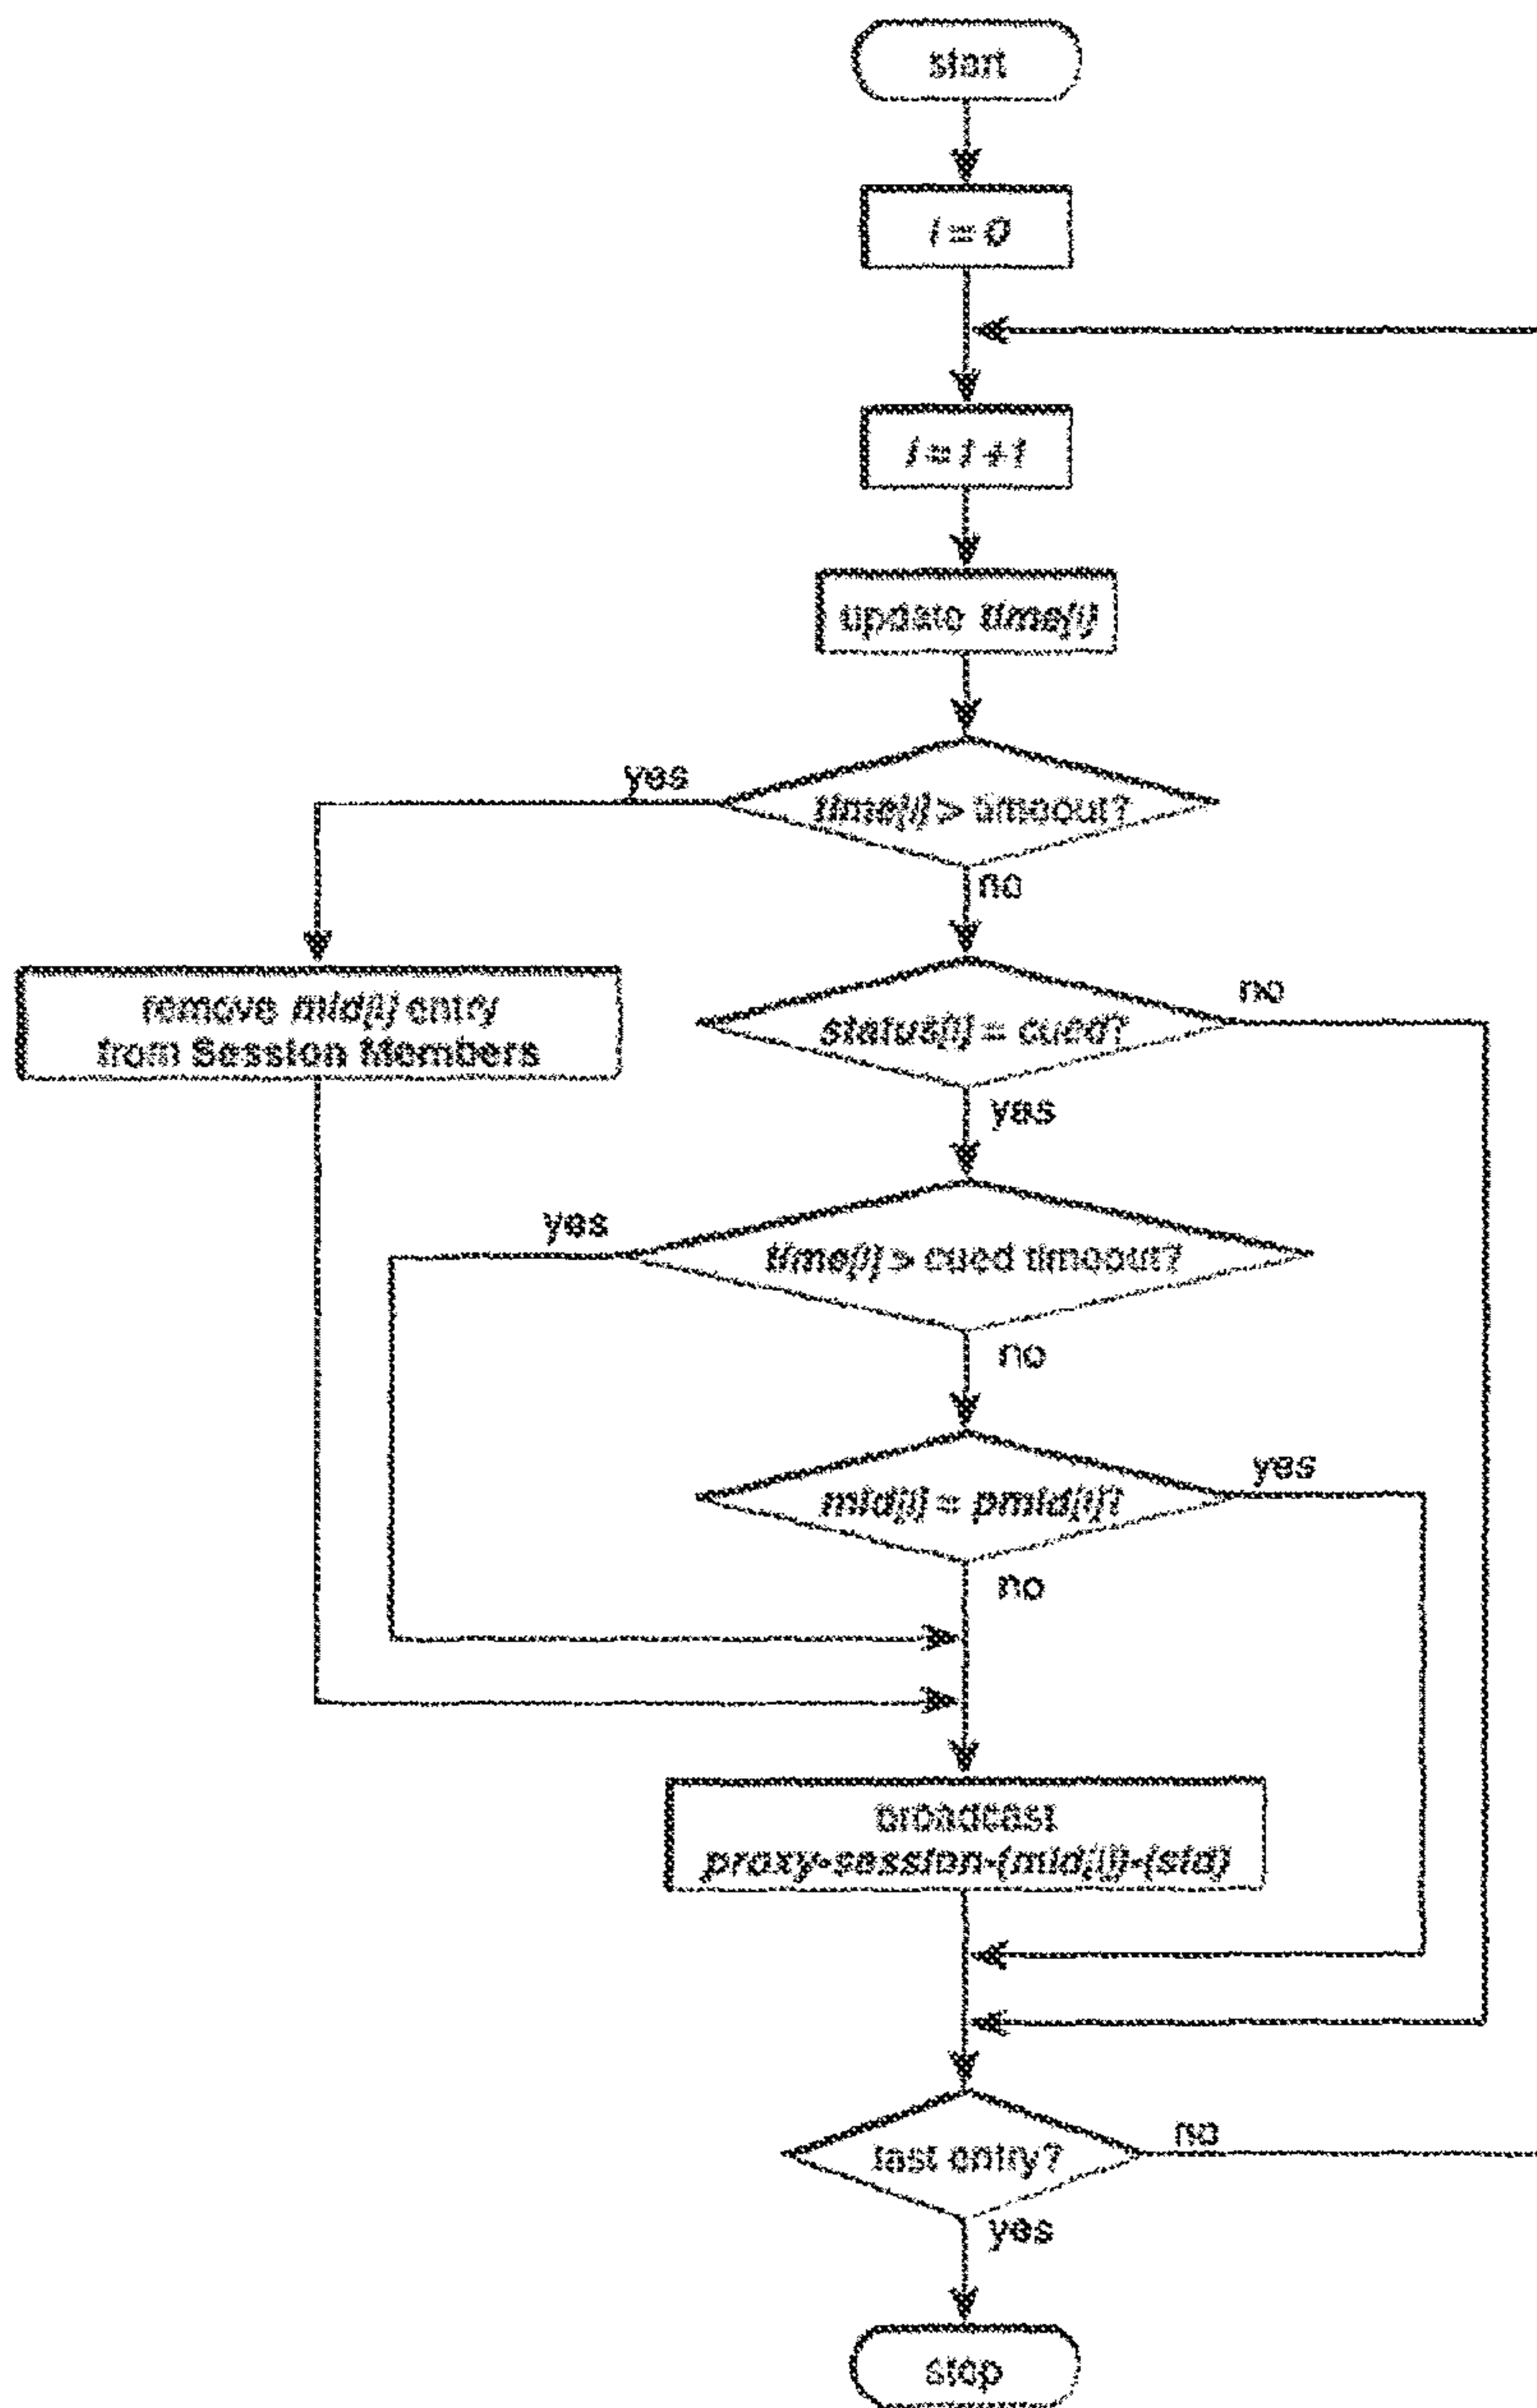 start
i = 0
i = i + 1
update time[i]
yes
time[i] > timeout?
no
remove mid[i] entry
from Session Members
status[i] = cued?
no
yes
yes
time[i] > cued timeout?
no
mid[i] = pmid[i]?
yes
no
broadcast
proxy-session-(mid[i])-(sid)
last entry?
no
yes
stop